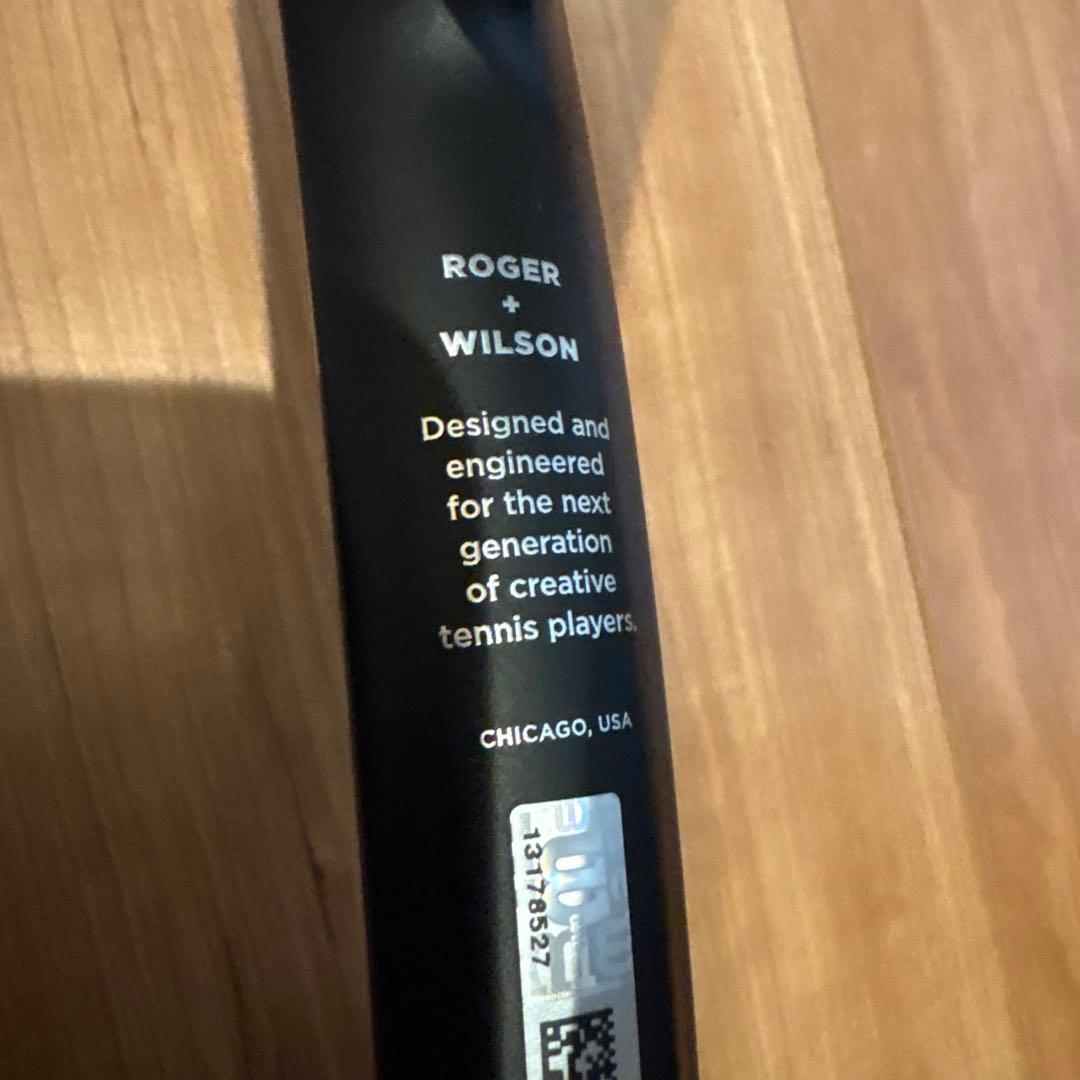 ROGER
+
WILSON
Designed and
engineered
for the next
generation
of creative
tennis players.
CHICAGO, USA
13178527